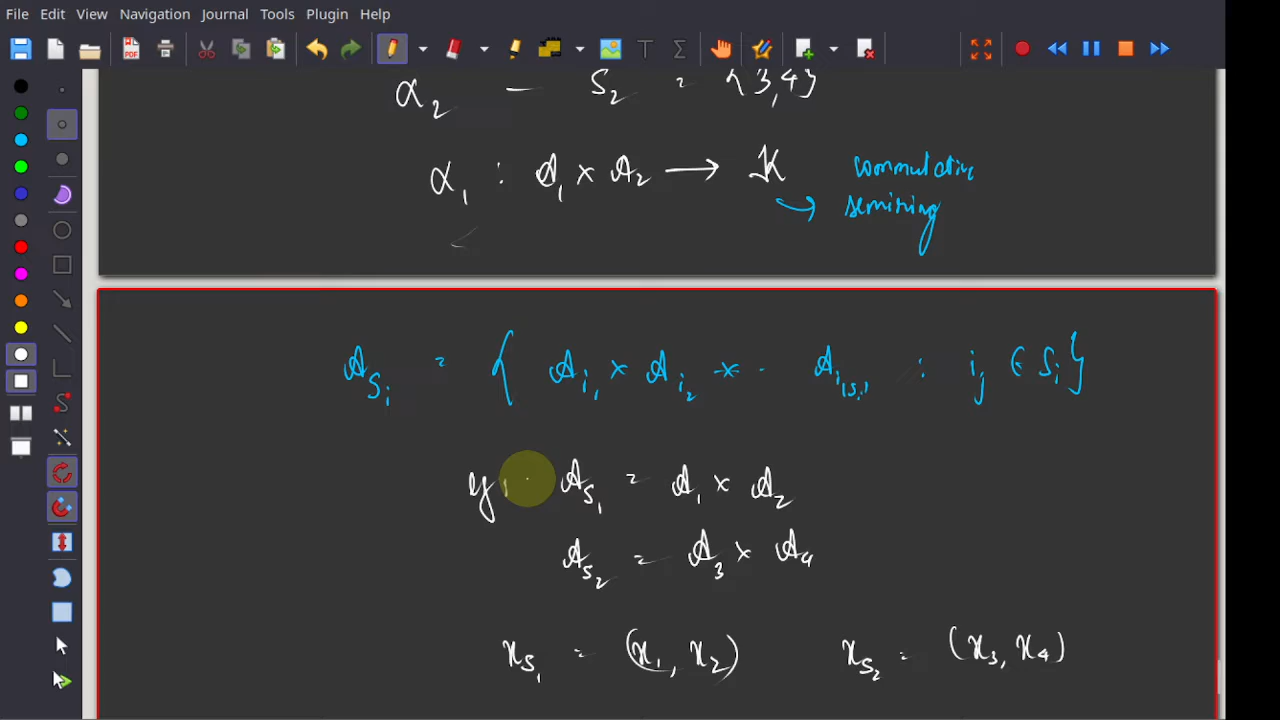 File Edit View Navigation Journal Tools Plugin Help
α₂ — S₂ = {3,4}
α₁ : A₁ × A₂ → K commutative
semiring
A_{S_i} = { A_{i₁} × A_{i₂} × · · A_{i_{|S_i|}} : i_j ∈ S_i }
A_{S₁} = A₁ × A₂
A_{S₂} = A₃ × A₄
x_{S₁} = (x₁, x₂) x_{S₂} = (x₃, x₄)